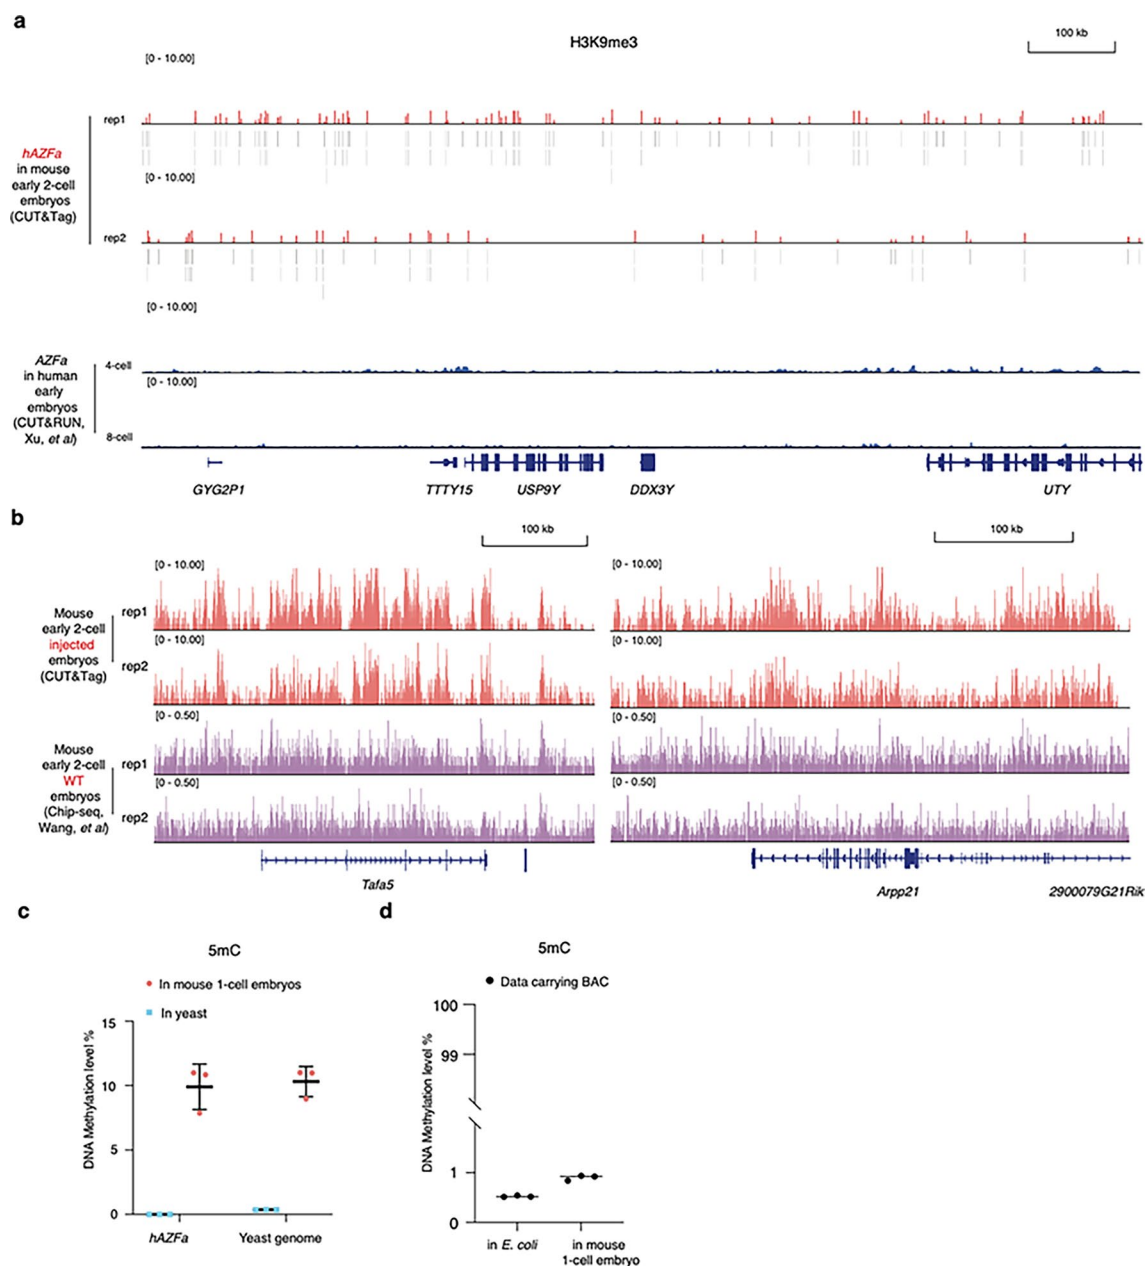 a
H3K9me3
100 kb
[0 - 10.00]
rep1
hAZFa
in mouse
early 2-cell
embryos
(CUT&Tag)
[0 - 10.00]
rep2
[0 - 10.00]
AZFa
in human
early
embryos
(CUT&RUN,
Xu, et al)
4-cell
[0 - 10.00]
8-cell
GYG2P1
TTTY15
USP9Y
DDX3Y
UTY
b
100 kb
100 kb
[0 - 10.00]
[0 - 10.00]
Mouse
early 2-cell
injected
embryos
(CUT&Tag)
rep1
[0 - 10.00]
[0 - 10.00]
rep2
[0 - 0.50]
[0 - 0.50]
Mouse
early 2-cell
WT
embryos
(Chip-seq,
Wang, et al)
rep1
[0 - 0.50]
[0 - 0.50]
rep2
Tafa5
Arpp21
2900079G21Rik
c
5mC
In mouse 1-cell embryos
In yeast
DNA Methylation level %
15
10
5
0
hAZFa
Yeast genome
d
5mC
Data carrying BAC
DNA Methylation level %
100
99
1
0
in E. coli
in mouse
1-cell embryo